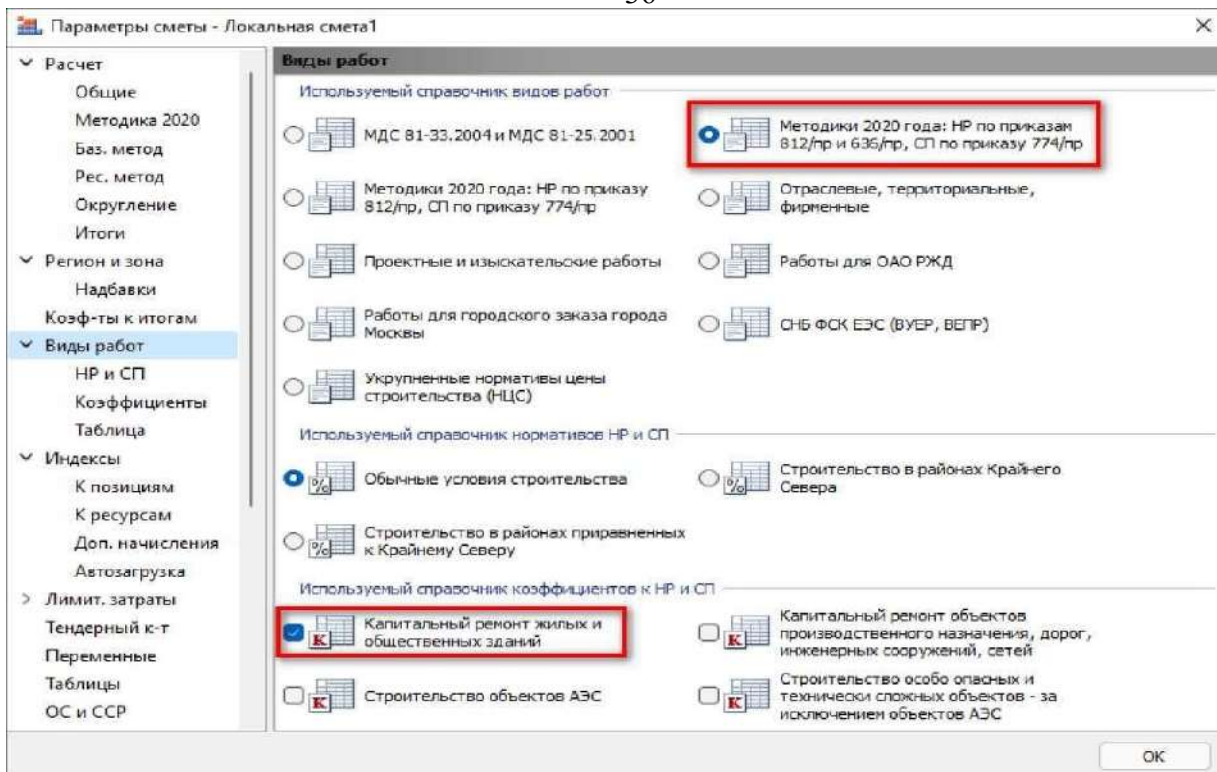 Параметры сметы - Локальная смета1
Расчет
Общие
Методика 2020
Баз. метод
Рес. метод
Округление
Итоги
Регион и зона
Надбавки
Коэф-ты к итогам
Виды работ
НР и СП
Коэффициенты
Таблица
Индексы
К позициям
К ресурсам
Доп. начисления
Автозагрузка
Лимит. затраты
Тендерный к-т
Переменные
Таблицы
ОС и ССР
Виды работ
Используемый справочник видов работ
МДС 81-33.2004 и МДС 81-25.2001
Методики 2020 года: НР по приказам
812/пр и 636/пр, СП по приказу 774/пр
Методики 2020 года: НР по приказу
812/пр, СП по приказу 774/пр
Отраслевые, территориальные,
фирменные
Проектные и изыскательские работы
Работы для ОАО РЖД
Работы для городского заказа города
Москвы
СНБ ФСК ЕЭС (ВУЕР, ВЕПР)
Укрупненные нормативы цены
строительства (НЦС)
Используемый справочник нормативов НР и СП
Обычные условия строительства
Строительство в районах Крайнего
Севера
Строительство в районах приравненных
к Крайнему Северу
Используемый справочник коэффициентов к НР и СП
Капитальный ремонт жилых и
общественных зданий
Капитальный ремонт объектов
производственного назначения, дорог,
инженерных сооружений, сетей
Строительство объектов АЭС
Строительство особо опасных и
технически сложных объектов - за
исключением объектов АЭС
ОК